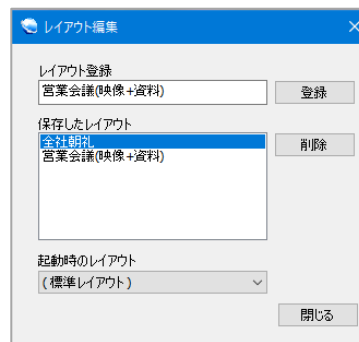 レイアウト編集
レイアウト登録
営業会議(映像+資料)
登録
保存したレイアウト
全社朝礼
営業会議(映像+資料)
削除
起動時のレイアウト
(標準レイアウト)
閉じる